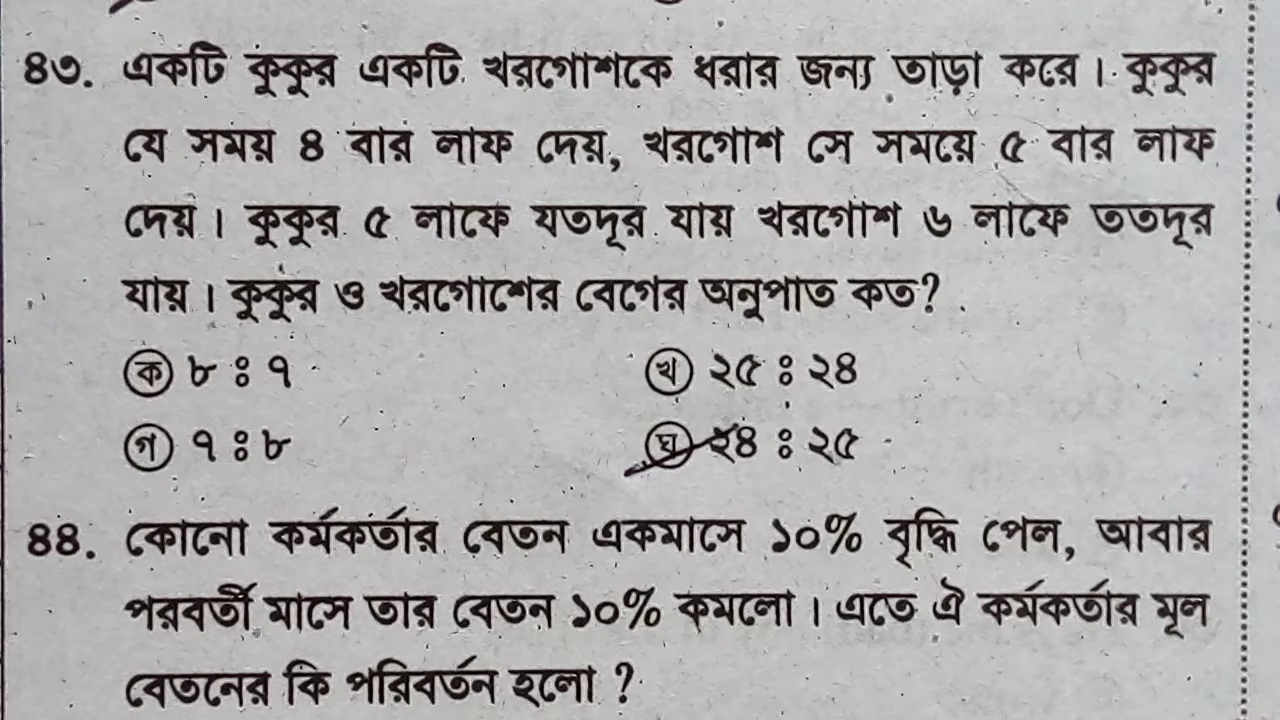 ৪৩. একটি কুকুর একটি খরগোশকে ধরার জন্য তাড়া করে। কুকুর
যে সময় ৪ বার লাফ দেয়, খরগোশ সে সময়ে ৫ বার লাফ
দেয়। কুকুর ৫ লাফে যতদূর যায় খরগোশ ৬ লাফে ততদূর
যায়। কুকুর ও খরগোশের বেগের অনুপাত কত?
ক ৮ : ৭ খ ২৫ : ২৪
গ ৭ : ৮ ঘ ২৪ : ২৫
৪৪. কোনো কর্মকর্তার বেতন একমাসে ১০% বৃদ্ধি পেল, আবার
পরবর্তী মাসে তার বেতন ১০% কমলো। এতে ঐ কর্মকর্তার মূল
বেতনের কি পরিবর্তন হলো ?